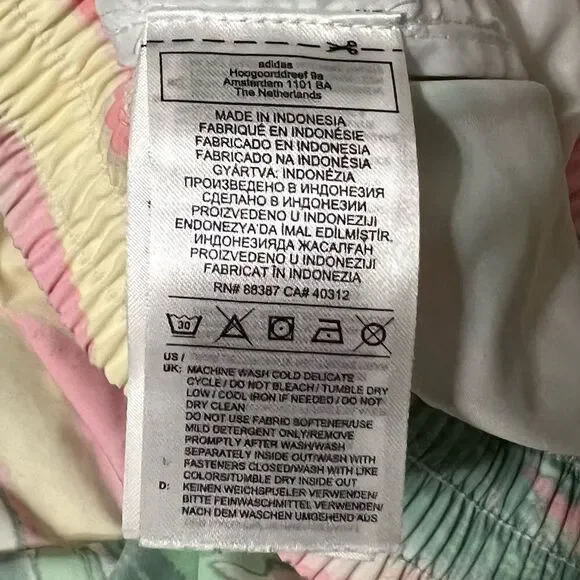 adidas
Hoogoorddreef 9a
Amsterdam 1101 BA
The Netherlands
MADE IN INDONESIA
FABRIQUÉ EN INDONÉSIE
FABRICADO EN INDONESIA
FABRICADO NA INDONÉSIA
GYÁRTVA: INDONÉZIA
ПРОИЗВЕДЕНО В ИНДОНЕЗИЯ
СДЕЛАНО В ИНДОНЕЗИИ
PROIZVEDENO U INDONEZIJI
ENDONEZYA'DA İMAL EDİLMİŞTİR.
ИНДОНЕЗИЯДА ЖАСАЛҒАН
PROIZVEDENO U INDONEZIJI
FABRICAT ÎN INDONEZIA
RN# 88387 CA# 40312
30
US /
UK: MACHINE WASH COLD DELICATE
CYCLE / DO NOT BLEACH / TUMBLE DRY
LOW / COOL IRON IF NEEDED / DO NOT
DRY CLEAN
DO NOT USE FABRIC SOFTENER/USE
MILD DETERGENT ONLY/REMOVE
PROMPTLY AFTER WASH/WASH
SEPARATELY INSIDE OUT/WASH WITH
FASTENERS CLOSED/WASH WITH LIKE
COLORS/TUMBLE DRY INSIDE OUT
D: KEINEN WEICHSPUELER VERWENDEN/
BITTE FEINWASCHMITTEL VERWENDEN/
NACH DEM WASCHEN UMGEHEND AUS